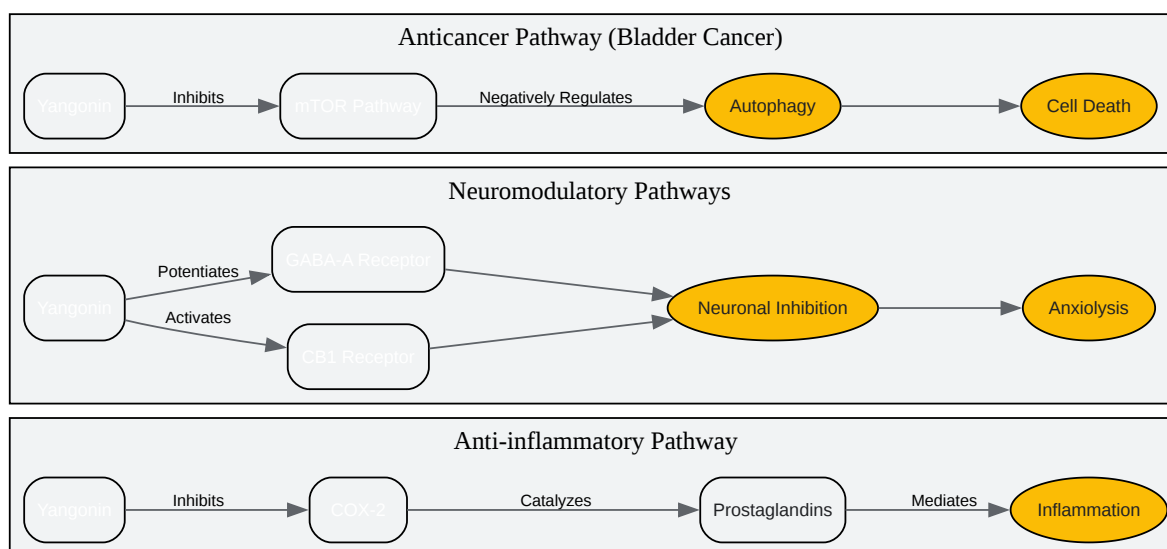 Anticancer Pathway (Bladder Cancer)
Yangonin
Inhibits
mTOR Pathway
Negatively Regulates
Autophagy
Cell Death
Neuromodulatory Pathways
Yangonin
Potentiates
Activates
GABA-A Receptor
CB1 Receptor
Neuronal Inhibition
Anxiolysis
Anti-inflammatory Pathway
Yangonin
Inhibits
COX-2
Catalyzes
Prostaglandins
Mediates
Inflammation